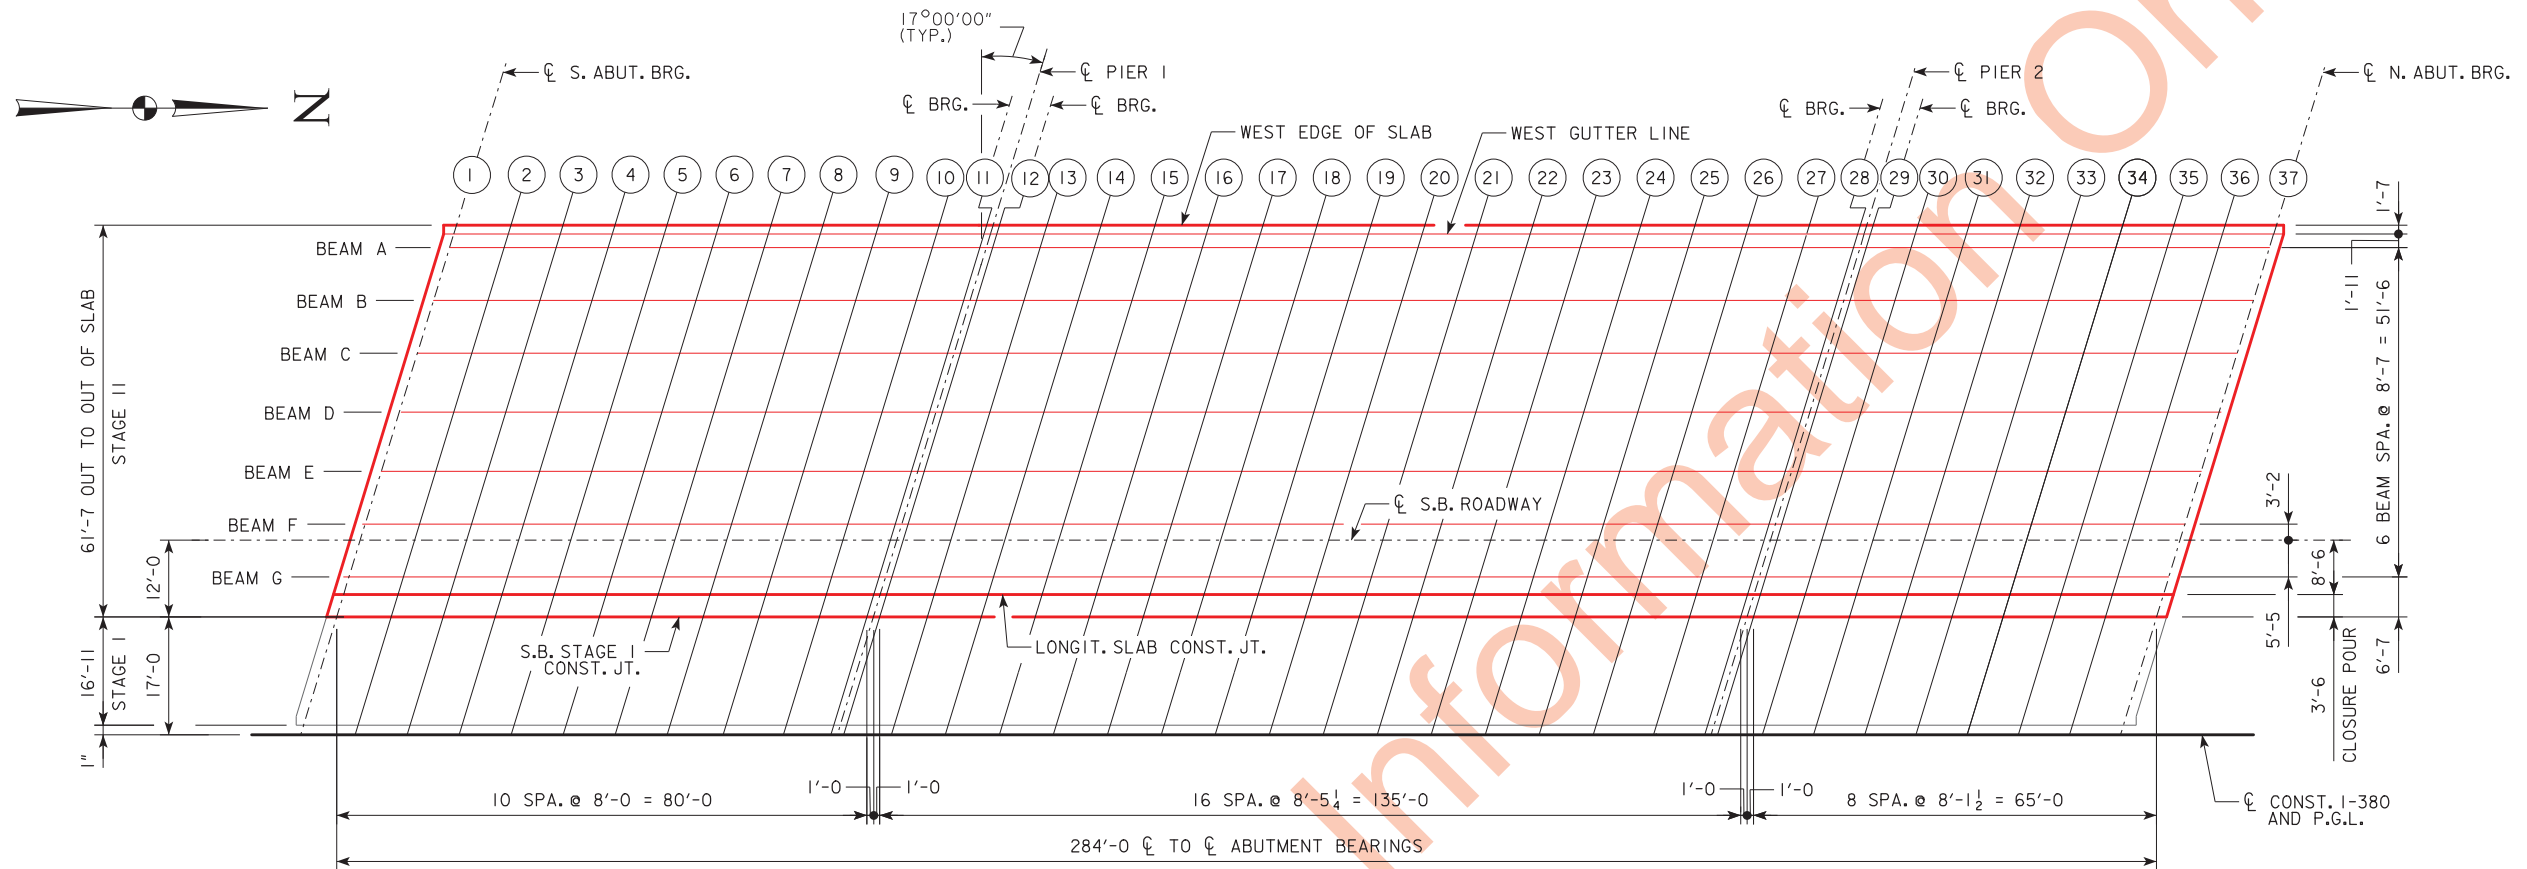 17°00'00"
(TYP.)
℄ S. ABUT. BRG.
℄ PIER 1
℄ PIER 2
℄ N. ABUT. BRG.
N
℄ BRG.
℄ BRG.
℄ BRG.
℄ BRG.
WEST EDGE OF SLAB
WEST GUTTER LINE
1 2 3 4 5 6 7 8 9 10 11 12 13 14 15 16 17 18 19 20 21 22 23 24 25 26 27 28 29 30 31 32 33 34 35 36 37
1'-7
BEAM A
1'-11
BEAM B
BEAM C
BEAM D
BEAM E
BEAM F
BEAM G
61'-7 OUT TO OUT OF SLAB
STAGE II
12'-0
16'-11
STAGE I
17'-0
1"
6 BEAM SPA. @ 8'-7 = 51'-6
3'-2
℄ S.B. ROADWAY
8'-6
5'-5
6'-7
3'-6
CLOSURE POUR
S.B. STAGE I
CONST. JT.
LONGIT. SLAB CONST. JT.
10 SPA. @ 8'-0 = 80'-0
1'-0
1'-0
16 SPA. @ 8'-5¼ = 135'-0
1'-0
1'-0
8 SPA. @ 8'-1½ = 65'-0
℄ CONST. I-380
AND P.G.L.
284'-0 ℄ TO ℄ ABUTMENT BEARINGS
Information On